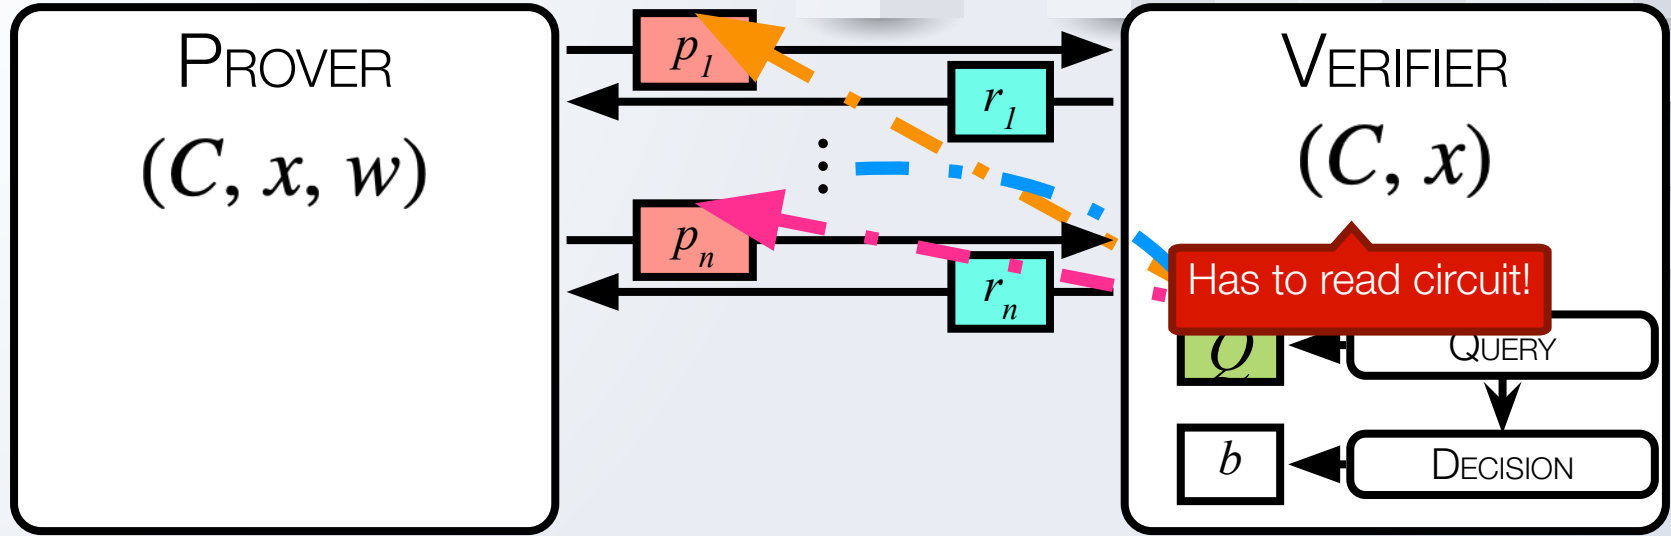 PROVER
(C, x, w)
p1
r1
⋮
pn
rn
VERIFIER
(C, x)
Has to read circuit!
Q
QUERY
b
DECISION